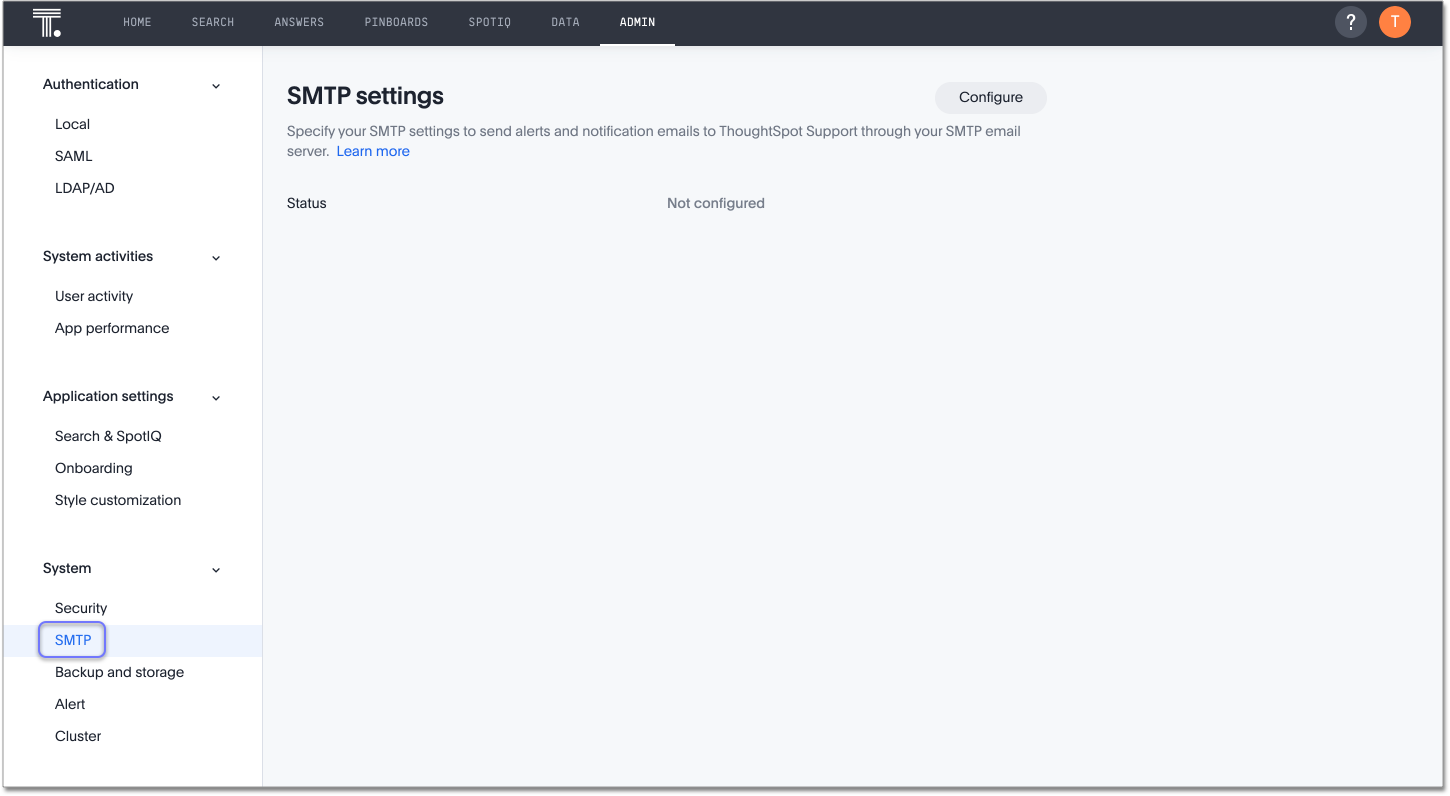 T. HOME SEARCH ANSWERS PINBOARDS SPOTIQ DATA ADMIN ? T
Authentication
Local
SAML
LDAP/AD
System activities
User activity
App performance
Application settings
Search & SpotIQ
Onboarding
Style customization
System
Security
SMTP
Backup and storage
Alert
Cluster
SMTP settings
Configure
Specify your SMTP settings to send alerts and notification emails to ThoughtSpot Support through your SMTP email
server. Learn more
Status Not configured